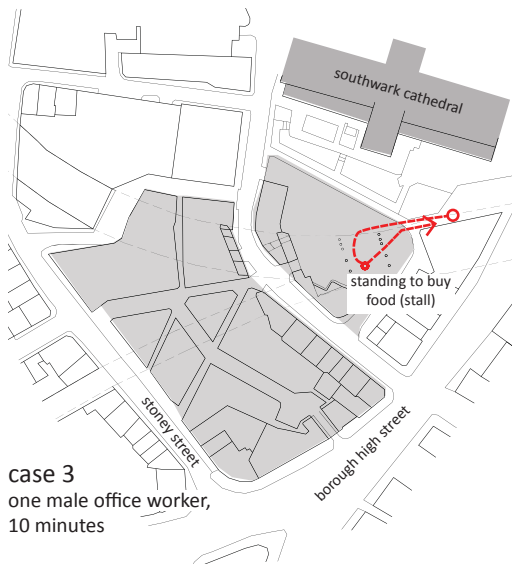 southwark cathedral
standing to buy
food (stall)
stoney street
borough high street
case 3
one male office worker,
10 minutes